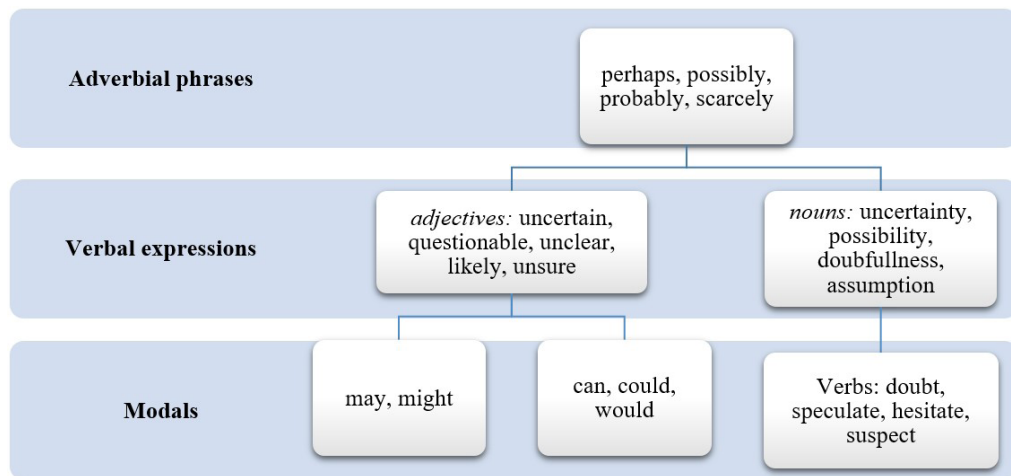 Adverbial phrases
perhaps, possibly,
probably, scarcely
Verbal expressions
adjectives: uncertain,
questionable, unclear,
likely, unsure
nouns: uncertainty,
possibility,
doubfullness,
assumption
Modals
may, might
can, could,
would
Verbs: doubt,
speculate, hesitate,
suspect